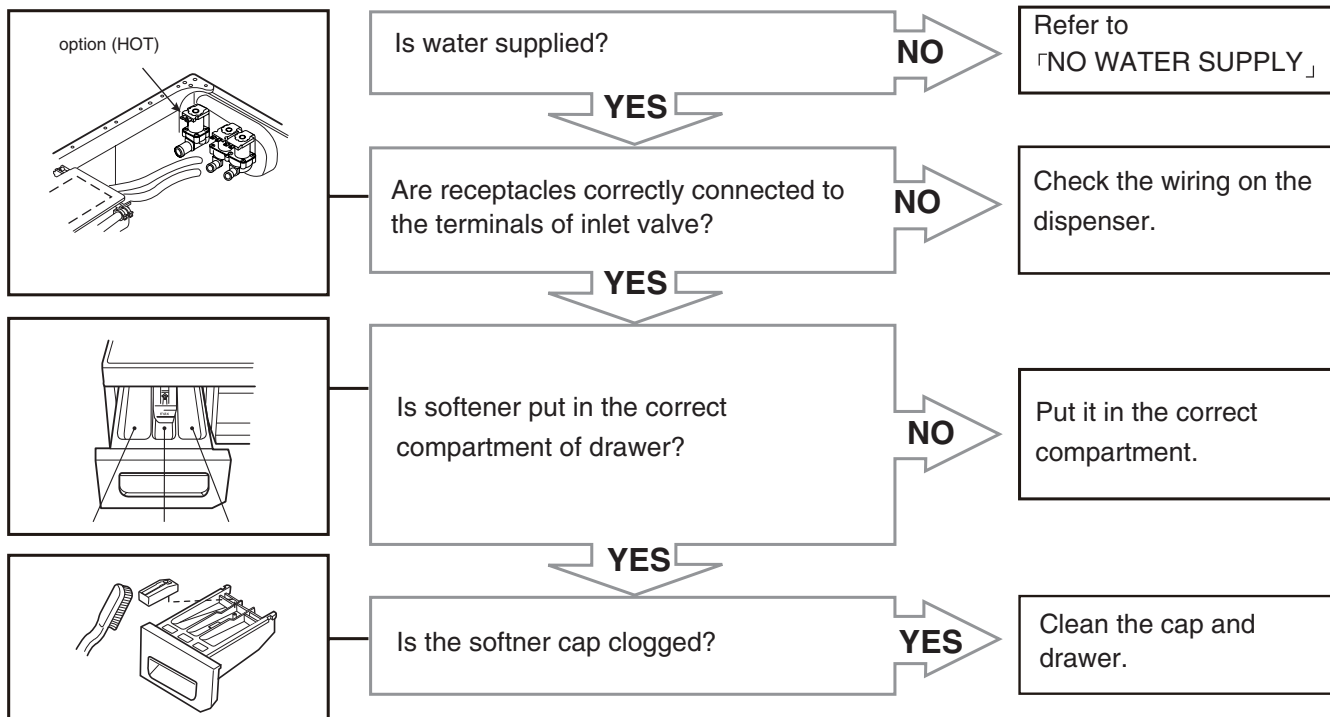 option (HOT)
Is water supplied?
NO
Refer to
「NO WATER SUPPLY」
YES
Are receptacles correctly connected to
the terminals of inlet valve?
NO
Check the wiring on the
dispenser.
YES
Is softener put in the correct
compartment of drawer?
NO
Put it in the correct
compartment.
YES
Is the softner cap clogged?
YES
Clean the cap and
drawer.